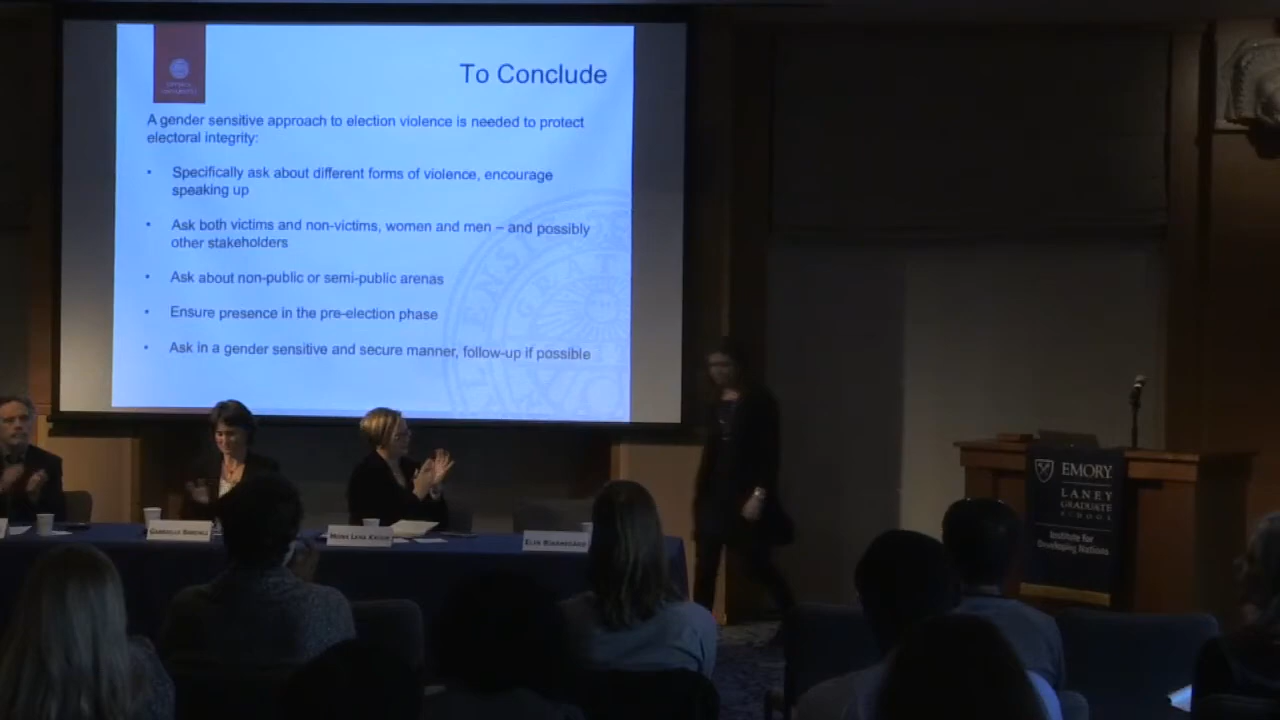 To Conclude
A gender sensitive approach to election violence is needed to protect
electoral integrity:
• Specifically ask about different forms of violence, encourage
speaking up
• Ask both victims and non-victims, women and men – and possibly
other stakeholders
• Ask about non-public or semi-public arenas
• Ensure presence in the pre-election phase
• Ask in a gender sensitive and secure manner, follow-up if possible
EMORY
LANEY
GRADUATE
SCHOOL
Institute for
Developing Nations